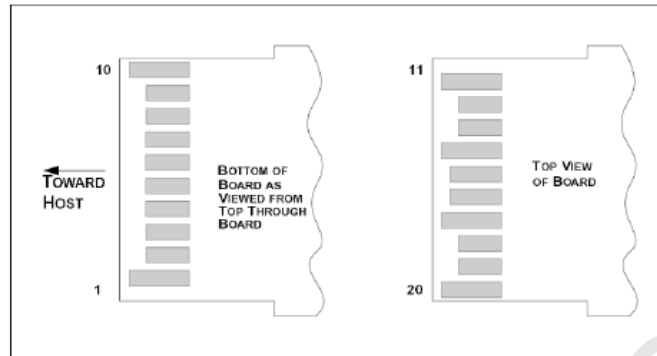 10
TOWARD
HOST
BOTTOM OF
BOARD AS
VIEWED FROM
TOP THROUGH
BOARD
1
11
TOP VIEW
OF BOARD
20